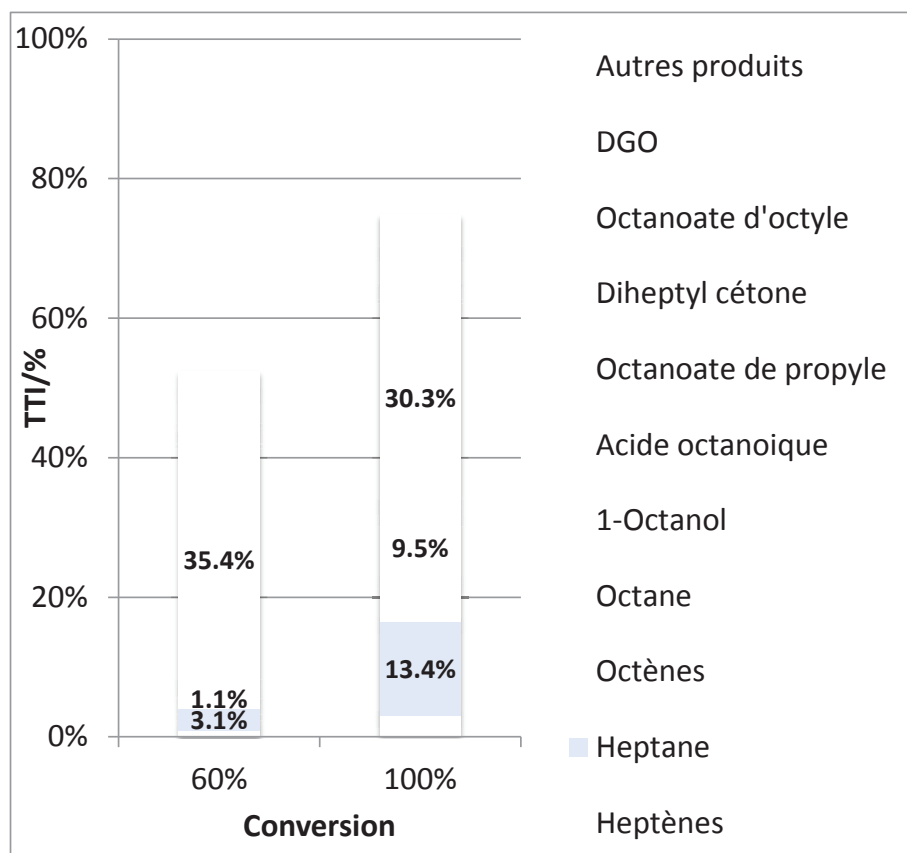 100%
80%
60%
40%
20%
0%
TTI/%
35.4%
1.1%
3.1%
30.3%
9.5%
13.4%
60%
100%
Conversion
Autres produits
DGO
Octanoate d'octyle
Diheptyl cétone
Octanoate de propyle
Acide octanoique
1-Octanol
Octane
Octènes
Heptane
Heptènes